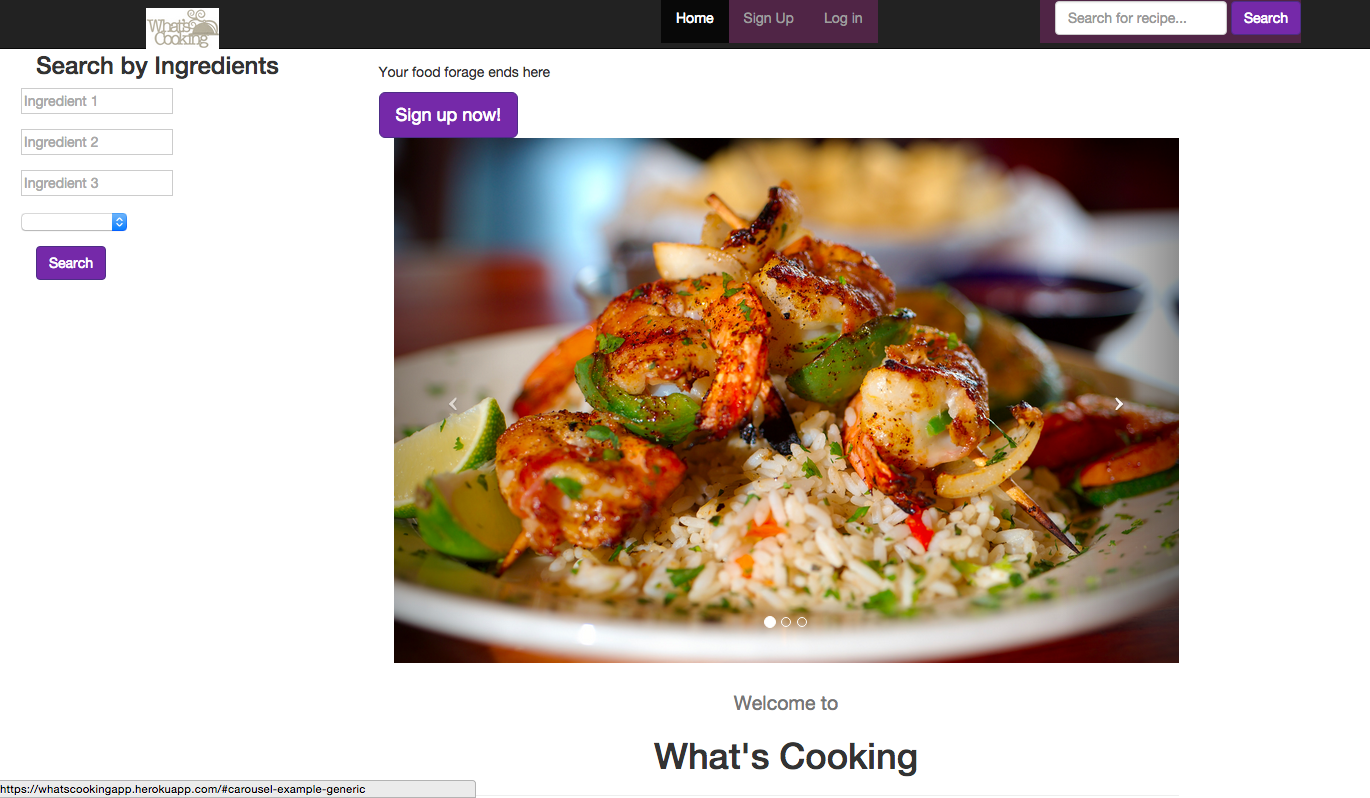 What's
Cooking
Home
Sign Up
Log in
Search for recipe...
Search
Search by Ingredients
Ingredient 1
Ingredient 2
Ingredient 3
Search
Your food forage ends here
Sign up now!
Welcome to
What's Cooking
https://whatscookingapp.herokuapp.com/#carousel-example-generic